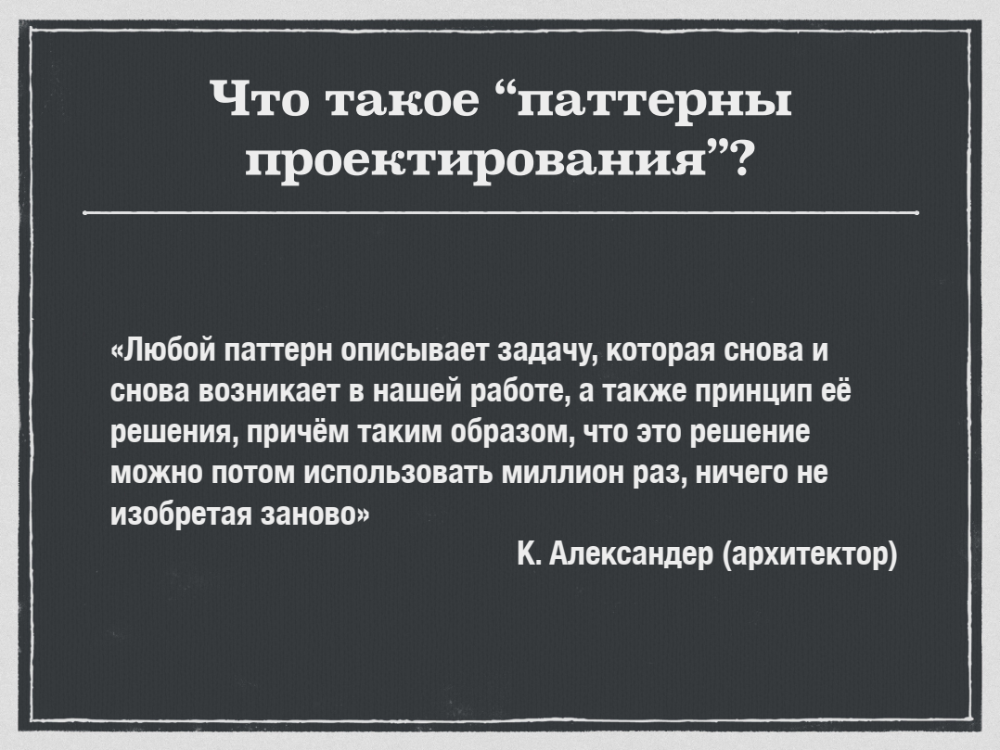 Что такое “паттерны
проектирования”?
«Любой паттерн описывает задачу, которая снова и
снова возникает в нашей работе, а также принцип её
решения, причём таким образом, что это решение
можно потом использовать миллион раз, ничего не
изобретая заново»
К. Александер (архитектор)